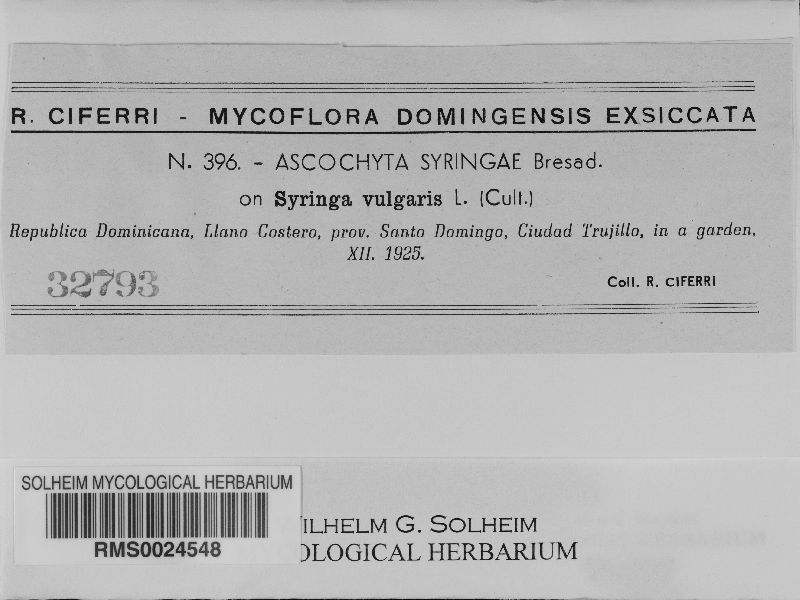 R. CIFERRI - MYCOFLORA DOMINGENSIS EXSICCATA
N. 396. - ASCOCHYTA SYRINGAE Bresad.
on Syringa vulgaris L. (Cult.)
Republica Dominicana, Llano Costero, prov. Santo Domingo, Ciudad Trujillo, in a garden,
XII. 1925.
32793
Coll. R. CIFERRI
SOLHEIM MYCOLOGICAL HERBARIUM
RMS0024548
ILHELM G. SOLHEIM
OLOGICAL HERBARIUM